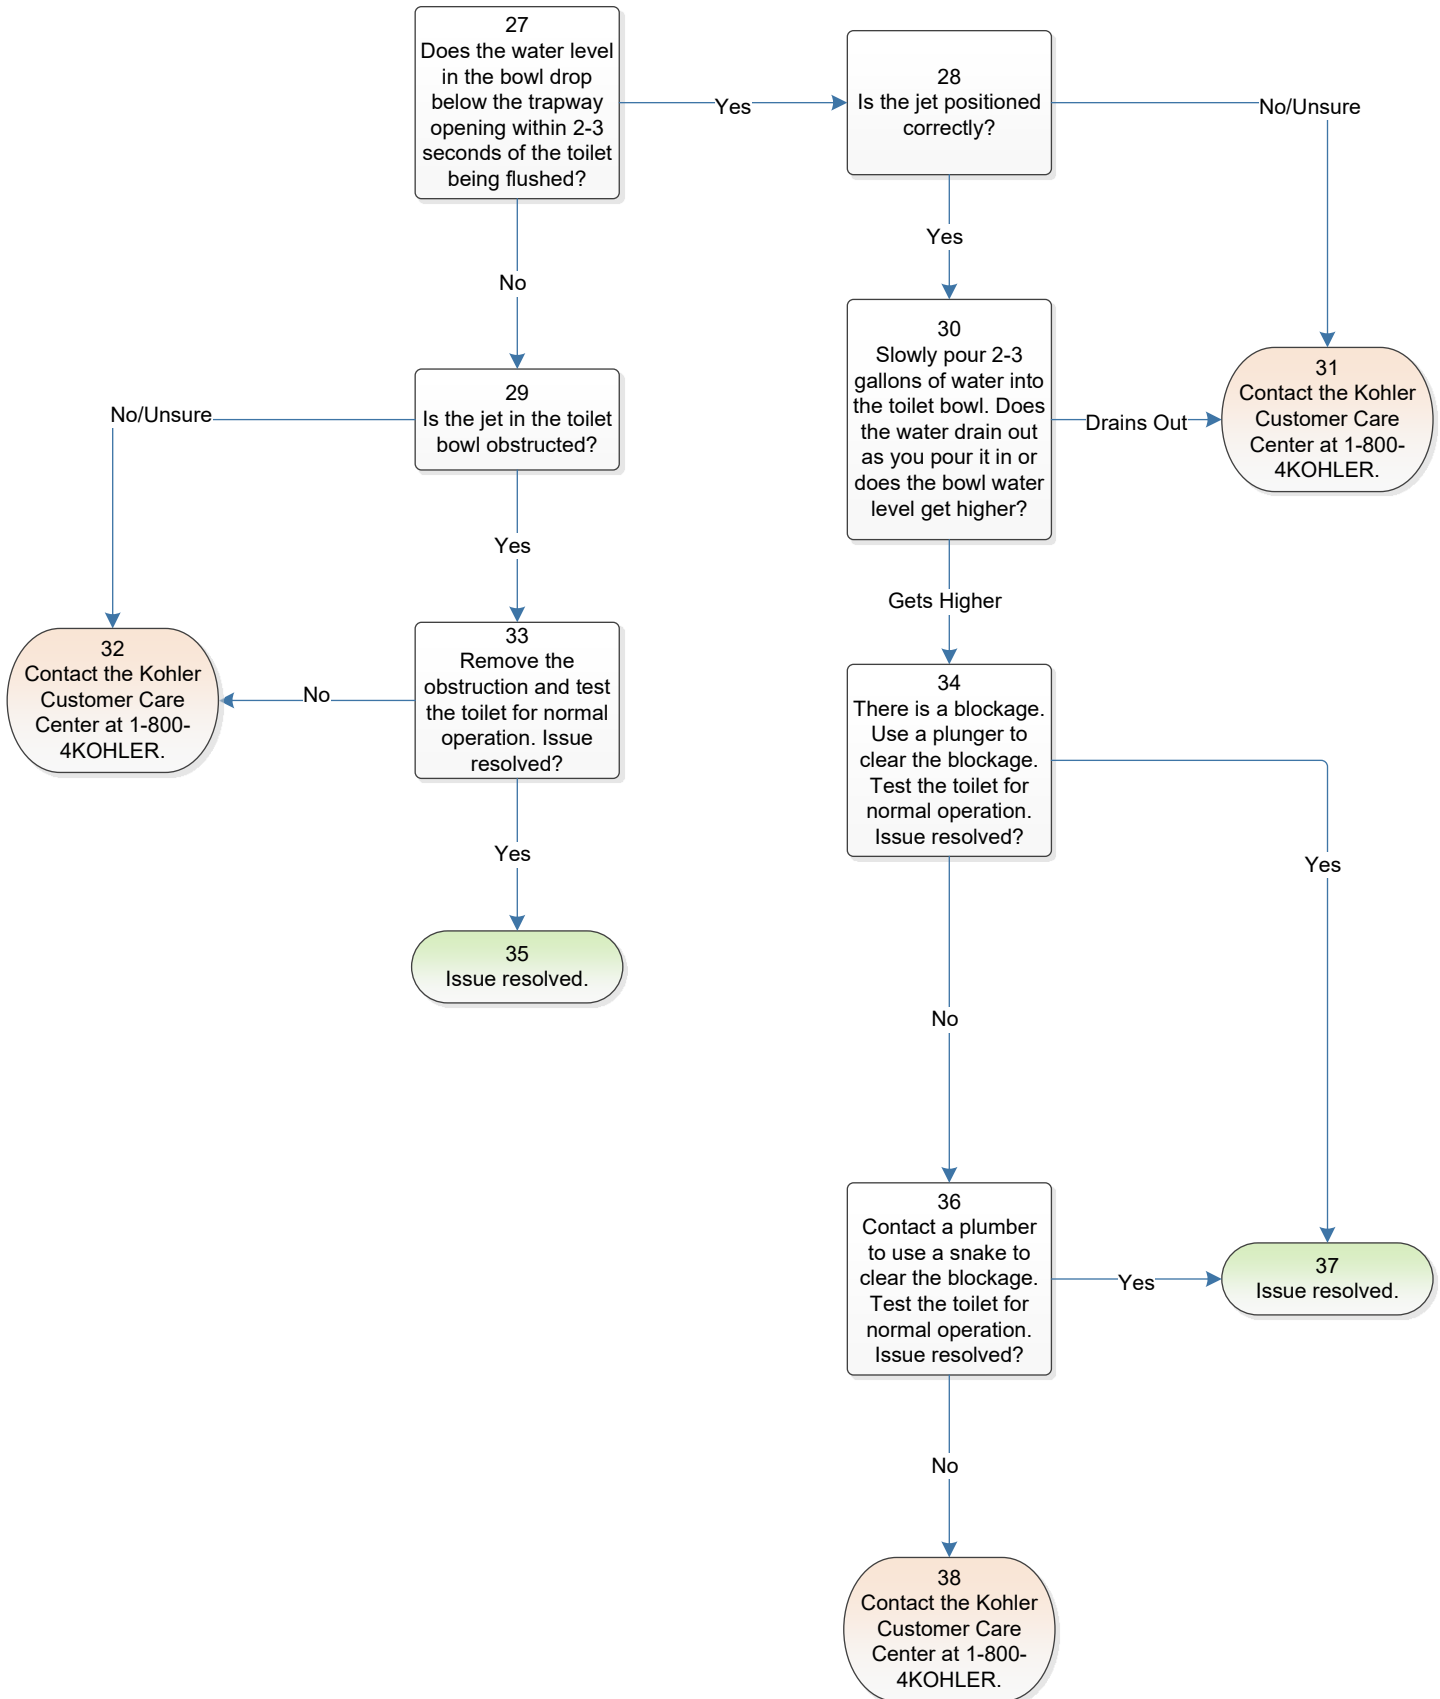 27
Does the water level
in the bowl drop
below the trapway
opening within 2-3
seconds of the toilet
being flushed?
Yes
28
Is the jet positioned
correctly?
No/Unsure
Yes
No
30
Slowly pour 2-3
gallons of water into
the toilet bowl. Does
the water drain out
as you pour it in or
does the bowl water
level get higher?
Drains Out
31
Contact the Kohler
Customer Care
Center at 1-800-
4KOHLER.
29
Is the jet in the toilet
bowl obstructed?
No/Unsure
Yes
Gets Higher
32
Contact the Kohler
Customer Care
Center at 1-800-
4KOHLER.
No
33
Remove the
obstruction and test
the toilet for normal
operation. Issue
resolved?
34
There is a blockage.
Use a plunger to
clear the blockage.
Test the toilet for
normal operation.
Issue resolved?
Yes
Yes
35
Issue resolved.
No
36
Contact a plumber
to use a snake to
clear the blockage.
Test the toilet for
normal operation.
Issue resolved?
Yes
37
Issue resolved.
No
38
Contact the Kohler
Customer Care
Center at 1-800-
4KOHLER.